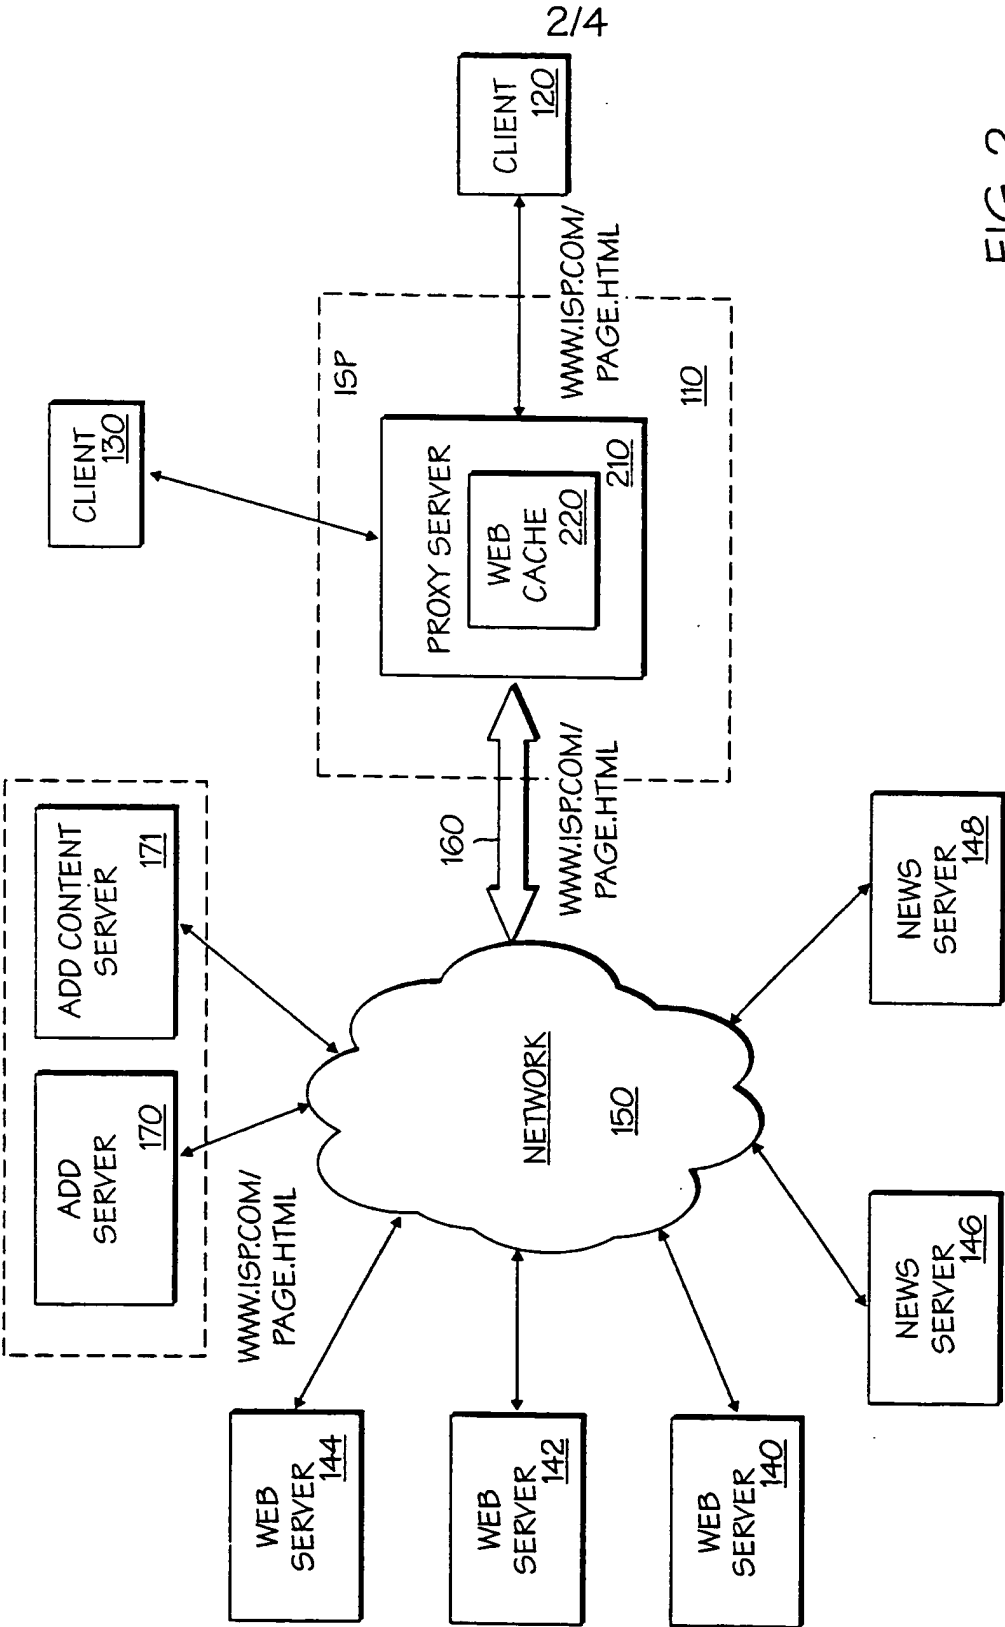 2/4
CLIENT
130
CLIENT
120
ISP
110
PROXY SERVER
210
WEB
CACHE
220
WWW.ISP.COM/
PAGE.HTML
160
WWW.ISP.COM/
PAGE.HTML
ADD CONTENT
SERVER
171
ADD
SERVER
170
NETWORK
150
WWW.ISP.COM/
PAGE.HTML
WEB
SERVER
144
WEB
SERVER
142
WEB
SERVER
140
NEWS
SERVER
146
NEWS
SERVER
148
FIG. 2